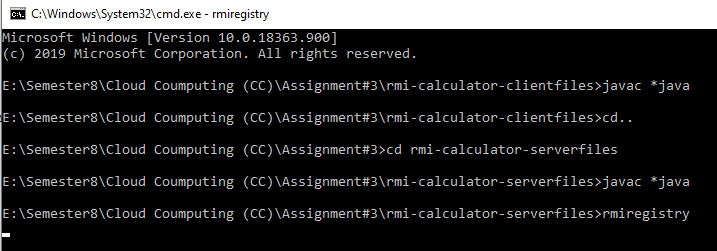 C:\Windows\System32\cmd.exe - rmiregistry
Microsoft Windows [Version 10.0.18363.900]
(c) 2019 Microsoft Corporation. All rights reserved.
E:\Semester8\Cloud Coumputing (CC)\Assignment#3\rmi-calculator-clientfiles>javac *java
E:\Semester8\Cloud Coumputing (CC)\Assignment#3\rmi-calculator-clientfiles>cd..
E:\Semester8\Cloud Coumputing (CC)\Assignment#3>cd rmi-calculator-serverfiles
E:\Semester8\Cloud Coumputing (CC)\Assignment#3\rmi-calculator-serverfiles>javac *java
E:\Semester8\Cloud Coumputing (CC)\Assignment#3\rmi-calculator-serverfiles>rmiregistry